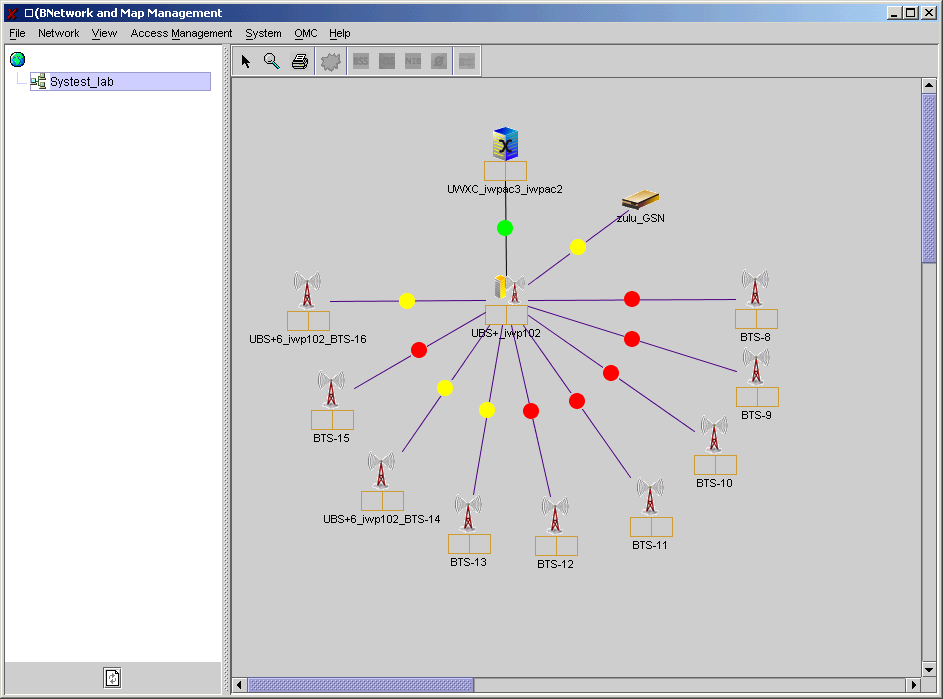 □(BNetwork and Map Management
File Network View Access Management System OMC Help
Systest_lab
BSS
NIB
UWXC_iwpac3_iwpac2
zulu_GSN
UBS+_iwp102
UBS+6_iwp102_BTS-16
BTS-8
BTS-15
BTS-9
UBS+6_iwp102_BTS-14
BTS-10
BTS-13
BTS-12
BTS-11